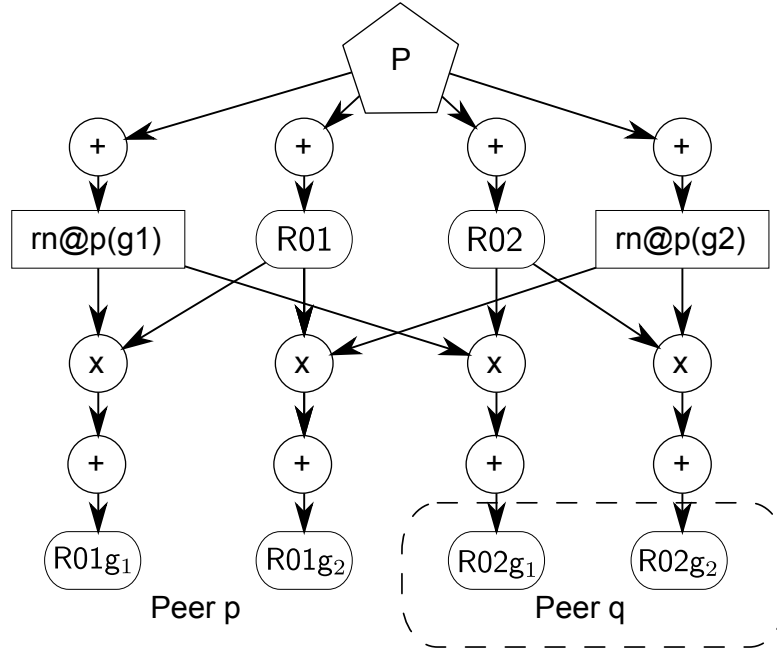 P
+ + + +
rn@p(g1) R01 R02 rn@p(g2)
x x x x
+ + + +
R01g₁ R01g₂ R02g₁ R02g₂
Peer p Peer q